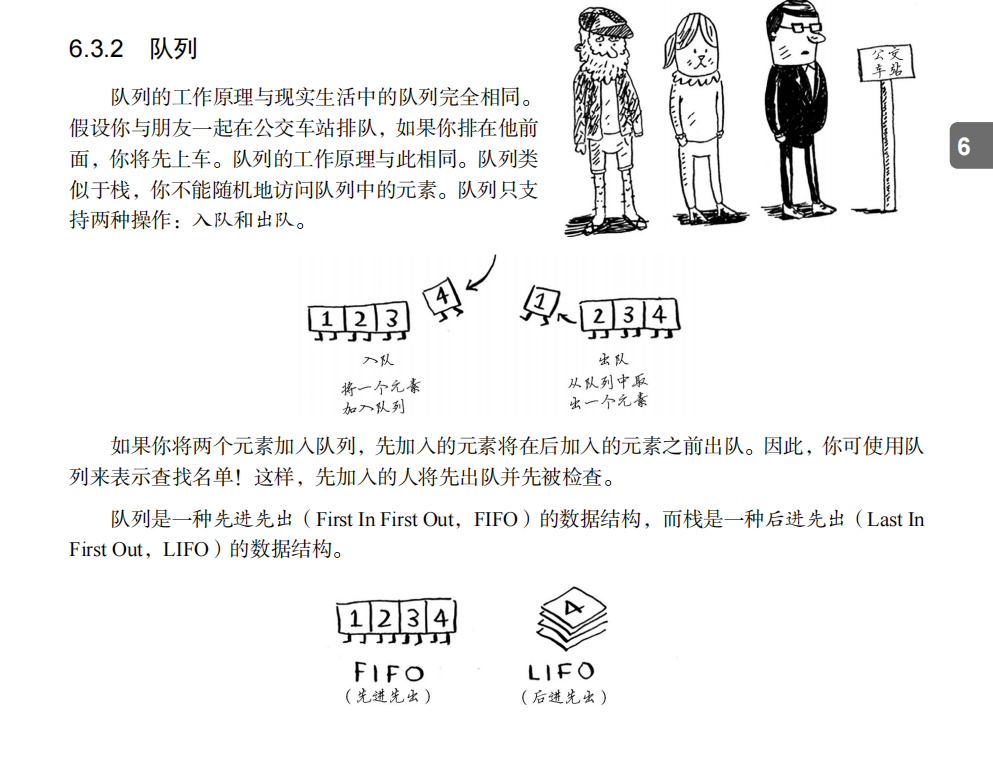 6.3.2 队列
公交
车站
队列的工作原理与现实生活中的队列完全相同。
假设你与朋友一起在公交车站排队，如果你排在他前
面，你将先上车。队列的工作原理与此相同。队列类
似于栈，你不能随机地访问队列中的元素。队列只支
持两种操作：入队和出队。
6
1 2 3 4
1 2 3 4
入队
将一个元素
加入队列
出队
从队列中取
出一个元素
如果你将两个元素加入队列，先加入的元素将在后加入的元素之前出队。因此，你可使用队
列来表示查找名单！这样，先加入的人将先出队并先被检查。
队列是一种先进先出（First In First Out，FIFO）的数据结构，而栈是一种后进先出（Last In
First Out，LIFO）的数据结构。
1 2 3 4
FIFO
（先进先出）
4
LIFO
（后进先出）